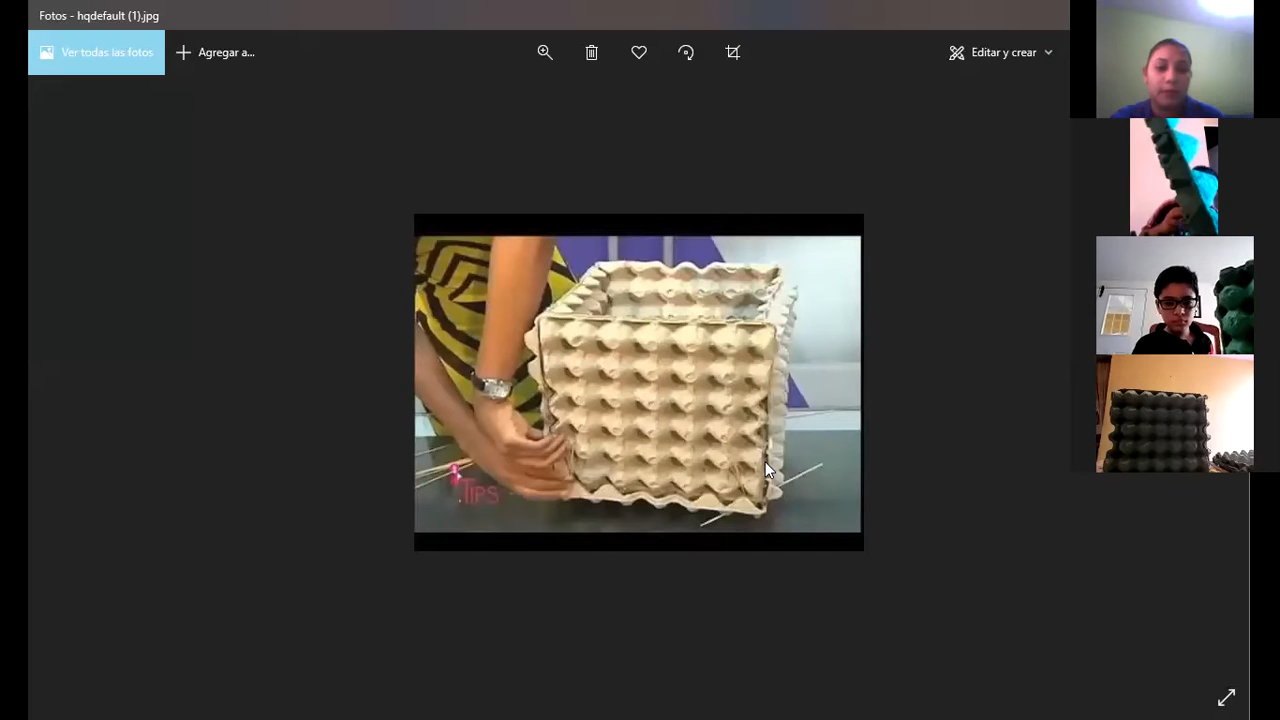 Fotos - hqdefault (1).jpg
Ver todas las fotos
Agregar a...
Editar y crear
TIPS